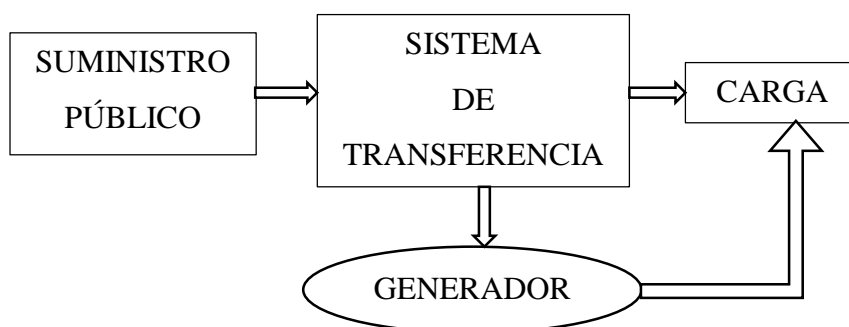 SUMINISTRO
PÚBLICO
SISTEMA
DE
TRANSFERENCIA
CARGA
GENERADOR